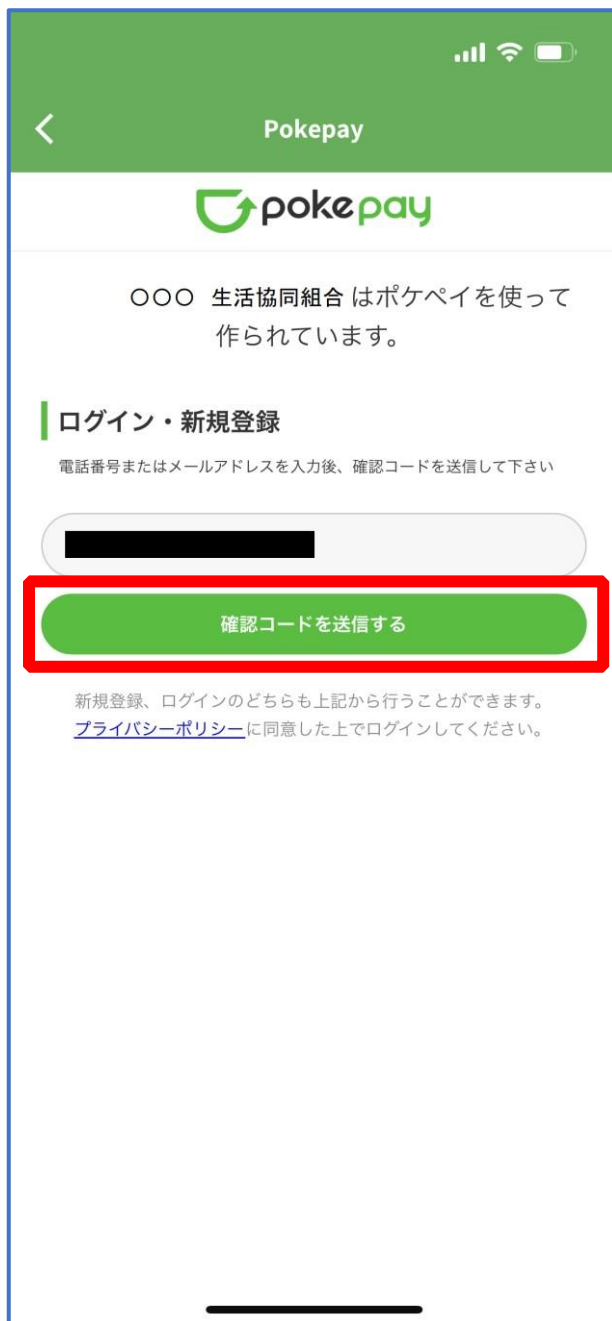 Pokepay
pokepay
○○○ 生活協同組合 はポケペイを使って
作られています。
ログイン・新規登録
電話番号またはメールアドレスを入力後、確認コードを送信して下さい
確認コードを送信する
新規登録、ログインのどちらも上記から行うことができます。
プライバシーポリシーに同意した上でログインしてください。